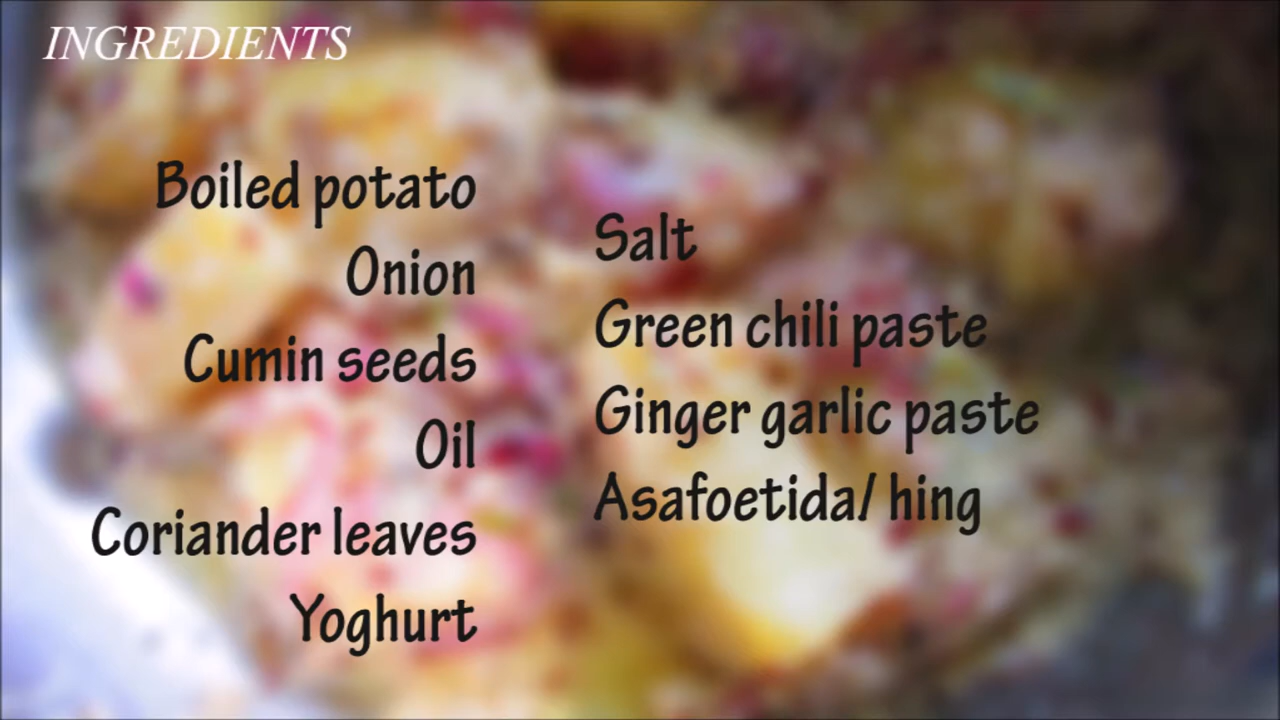 INGREDIENTS
Boiled potato
Onion
Cumin seeds
Oil
Coriander leaves
Yoghurt
Salt
Green chili paste
Ginger garlic paste
Asafoetida/ hing